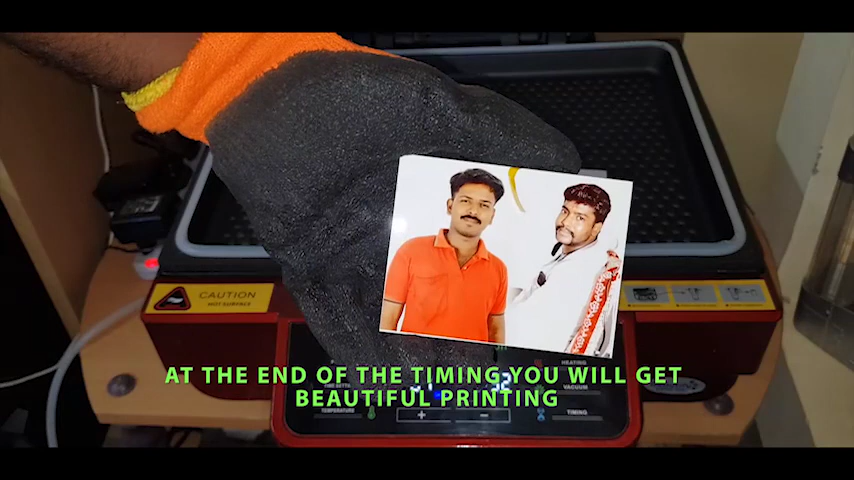 CAUTION
HOT SURFACE
AT THE END OF THE TIMING YOU WILL GET
BEAUTIFUL PRINTING
HEATING
VACUUM
TEMPERATURE
+
-
TIMING